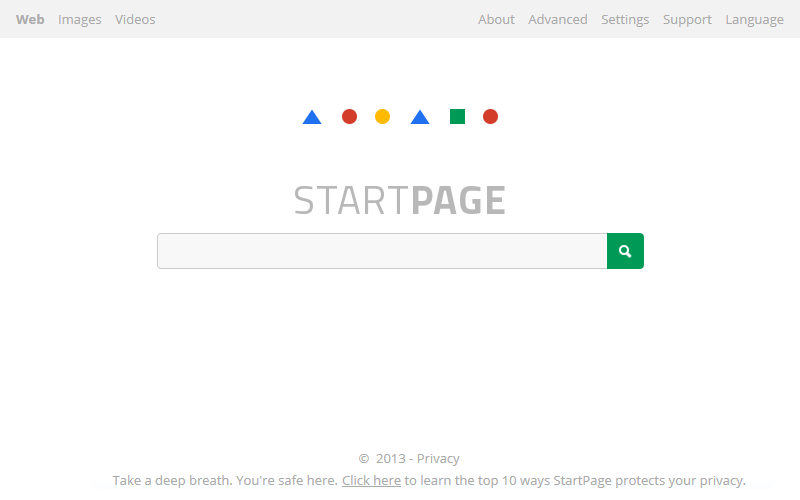 Web Images Videos About Advanced Settings Support Language
STARTPAGE
© 2013 - Privacy
Take a deep breath. You're safe here. Click here to learn the top 10 ways StartPage protects your privacy.